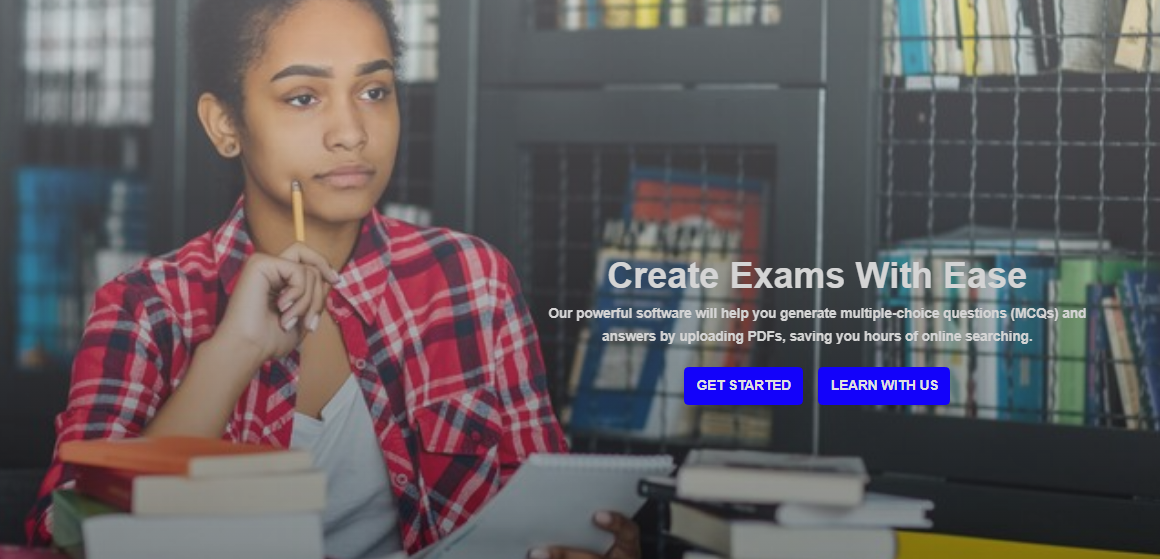 Create Exams With Ease
Our powerful software will help you generate multiple-choice questions (MCQs) and
answers by uploading PDFs, saving you hours of online searching.
GET STARTED
LEARN WITH US